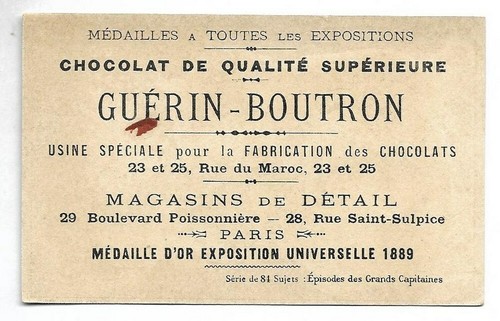 MÉDAILLES A TOUTES LES EXPOSITIONS
CHOCOLAT DE QUALITÉ SUPÉRIEURE
GUÉRIN-BOUTRON
USINE SPÉCIALE pour la FABRICATION des CHOCOLATS
23 et 25, Rue du Maroc, 23 et 25
MAGASINS DE DÉTAIL
29 Boulevard Poissonnière — 28, Rue Saint-Sulpice
PARIS
MÉDAILLE D'OR EXPOSITION UNIVERSELLE 1889
Série de 84 Sujets : Épisodes des Grands Capitaines